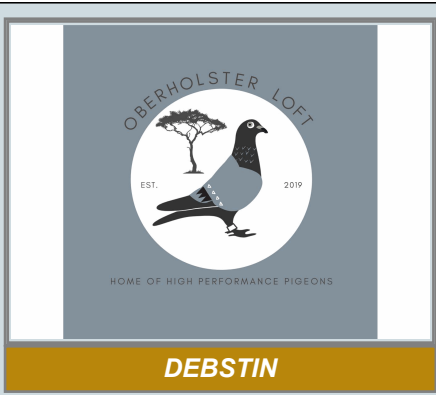 OBERHOLSTER LOFT
EST. 2019
HOME OF HIGH PERFORMANCE PIGEONS
DEBSTIN